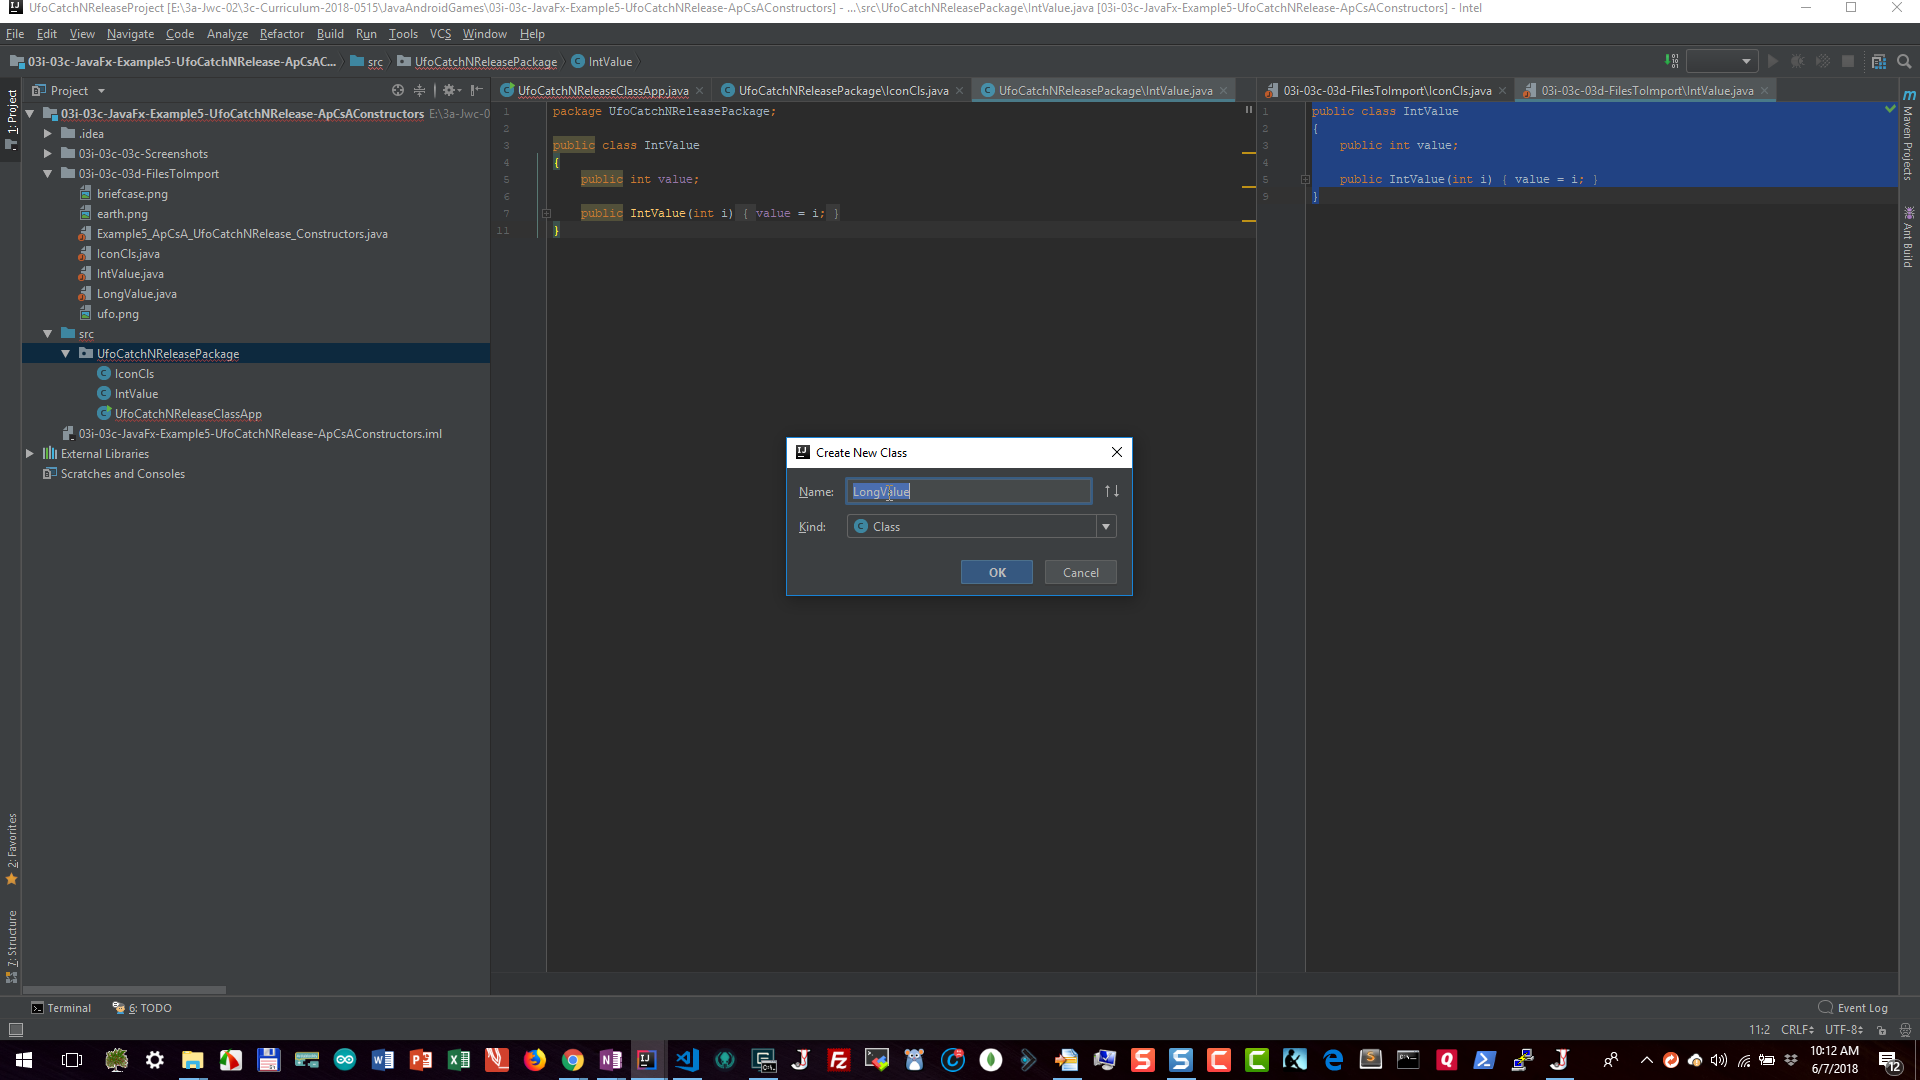 UfoCatchNReleaseProject [E:\3a-Jwc-02\3c-Curriculum-2018-0515\JavaAndroidGames\03i-03c-JavaFx-Example5-UfoCatchNRelease-ApCsAConstructors] - ...\src\UfoCatchNReleasePackage\IntValue.java [03i-03c-JavaFx-Example5-UfoCatchNRelease-ApCsAConstructors] - Intel
File Edit View Navigate Code Analyze Refactor Build Run Tools VCS Window Help
03i-03c-JavaFx-Example5-UfoCatchNRelease-ApCsAC... src UfoCatchNReleasePackage IntValue
1: Project
Project
03i-03c-JavaFx-Example5-UfoCatchNRelease-ApCsAConstructors E:\3a-Jwc-0
.idea
03i-03c-03c-Screenshots
03i-03c-03d-FilesToImport
briefcase.png
earth.png
Example5_ApCsA_UfoCatchNRelease_Constructors.java
IconCls.java
IntValue.java
LongValue.java
ufo.png
src
UfoCatchNReleasePackage
IconCls
IntValue
UfoCatchNReleaseClassApp
03i-03c-JavaFx-Example5-UfoCatchNRelease-ApCsAConstructors.iml
External Libraries
Scratches and Consoles
2: Favorites
7: Structure
UfoCatchNReleaseClassApp.java UfoCatchNReleasePackage\IconCls.java UfoCatchNReleasePackage\IntValue.java
1 package UfoCatchNReleasePackage;
2
3 public class IntValue
4 {
5 public int value;
6
7 public IntValue(int i) { value = i; }
11 }
03i-03c-03d-FilesToImport\IconCls.java 03i-03c-03d-FilesToImport\IntValue.java
1 public class IntValue
2 {
3 public int value;
4
5 public IntValue(int i) { value = i; }
9 }
Maven Projects
Ant Build
Create New Class
Name: LongValue
Kind: Class
OK Cancel
Terminal 6: TODO Event Log
11:2 CRLF UTF-8
10:12 AM
6/7/2018
12